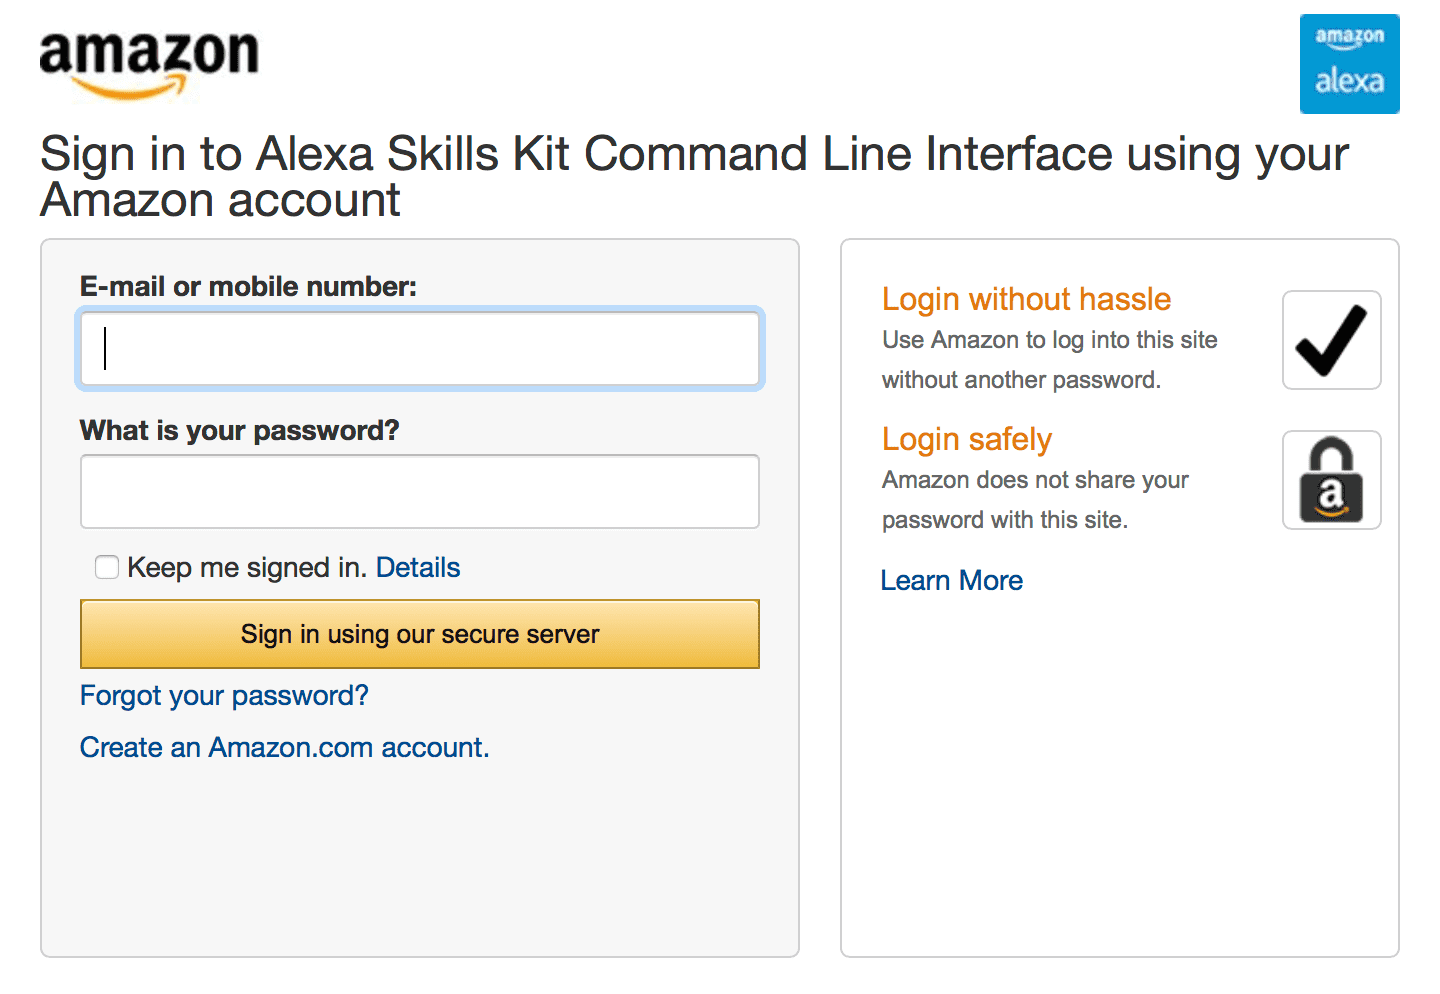 amazon
amazon
alexa
Sign in to Alexa Skills Kit Command Line Interface using your
Amazon account
E-mail or mobile number:
What is your password?
Keep me signed in. Details
Sign in using our secure server
Forgot your password?
Create an Amazon.com account.
Login without hassle
Use Amazon to log into this site
without another password.
Login safely
Amazon does not share your
password with this site.
a
Learn More